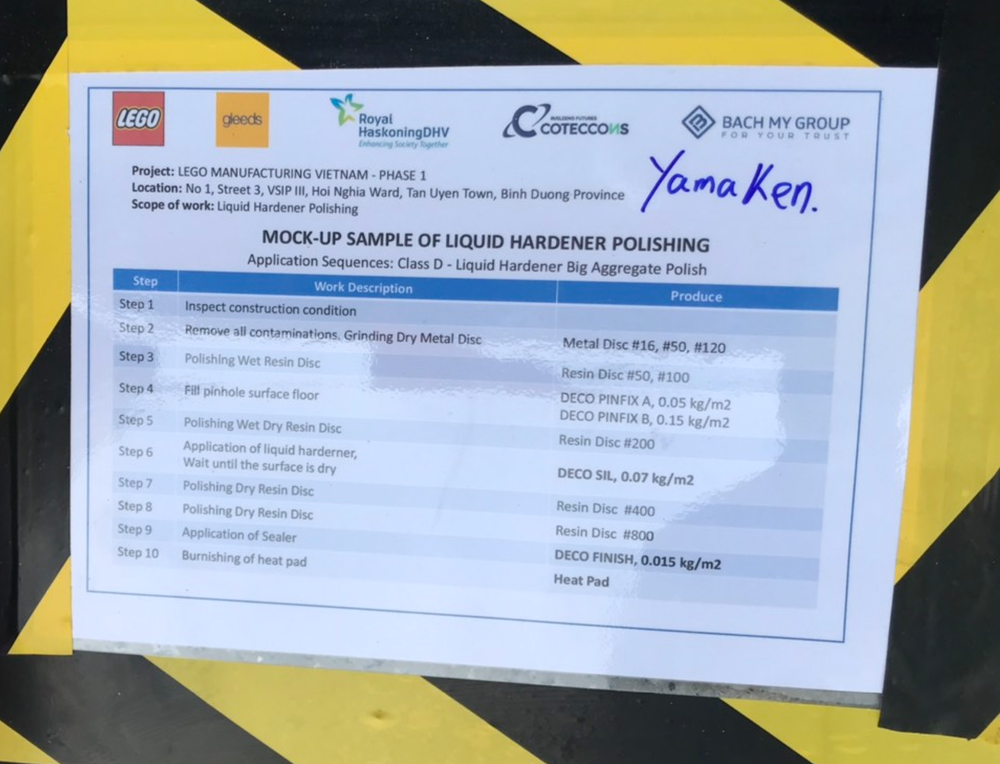 LEGO
gleeds
Royal
HaskoningDHV
Enhancing Society Together
BUILDING FUTURES
COTECCONS
BACH MY GROUP
FOR YOUR TRUST
Project: LEGO MANUFACTURING VIETNAM - PHASE 1
Location: No 1, Street 3, VSIP III, Hoi Nghia Ward, Tan Uyen Town, Binh Duong Province
Scope of work: Liquid Hardener Polishing
YamaKen.
MOCK-UP SAMPLE OF LIQUID HARDENER POLISHING
Application Sequences: Class D - Liquid Hardener Big Aggregate Polish
Step Work Description Produce
Step 1 Inspect construction condition
Step 2 Remove all contaminations. Grinding Dry Metal Disc Metal Disc #16, #50, #120
Step 3 Polishing Wet Resin Disc Resin Disc #50, #100
Step 4 Fill pinhole surface floor DECO PINFIX A, 0.05 kg/m2
DECO PINFIX B, 0.15 kg/m2
Step 5 Polishing Wet Dry Resin Disc Resin Disc #200
Step 6 Application of liquid harderner,
Wait until the surface is dry DECO SIL, 0.07 kg/m2
Step 7 Polishing Dry Resin Disc Resin Disc #400
Step 8 Polishing Dry Resin Disc Resin Disc #800
Step 9 Application of Sealer DECO FINISH, 0.015 kg/m2
Step 10 Burnishing of heat pad Heat Pad